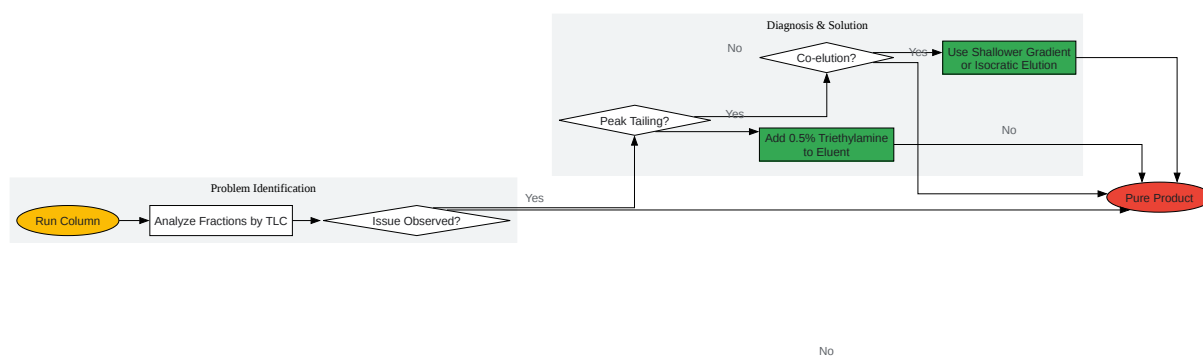 Diagnosis & Solution
No
Co-elution?
Yes
Use Shallower Gradient
or Isocratic Elution
Peak Tailing?
Yes
Add 0.5% Triethylamine
to Eluent
No
Problem Identification
Run Column
Analyze Fractions by TLC
Issue Observed?
Yes
Pure Product
No